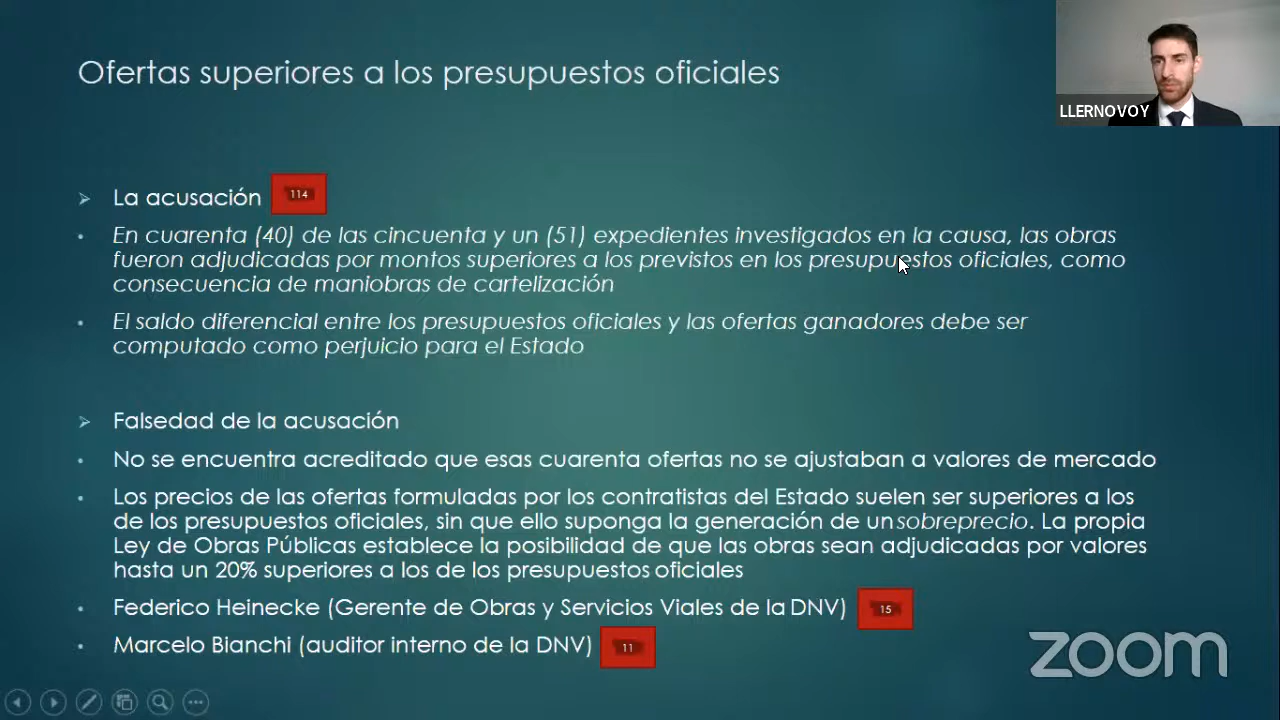 Ofertas superiores a los presupuestos oficiales
LLERNOVOY
La acusación 114
En cuarenta (40) de las cincuenta y un (51) expedientes investigados en la causa, las obras
fueron adjudicadas por montos superiores a los previstos en los presupuestos oficiales, como
consecuencia de maniobras de cartelización
El saldo diferencial entre los presupuestos oficiales y las ofertas ganadores debe ser
computado como perjuicio para el Estado
Falsedad de la acusación
No se encuentra acreditado que esas cuarenta ofertas no se ajustaban a valores de mercado
Los precios de las ofertas formuladas por los contratistas del Estado suelen ser superiores a los
de los presupuestos oficiales, sin que ello suponga la generación de un sobreprecio. La propia
Ley de Obras Públicas establece la posibilidad de que las obras sean adjudicadas por valores
hasta un 20% superiores a los de los presupuestos oficiales
Federico Heinecke (Gerente de Obras y Servicios Viales de la DNV) 15
Marcelo Bianchi (auditor interno de la DNV) 11
zoom